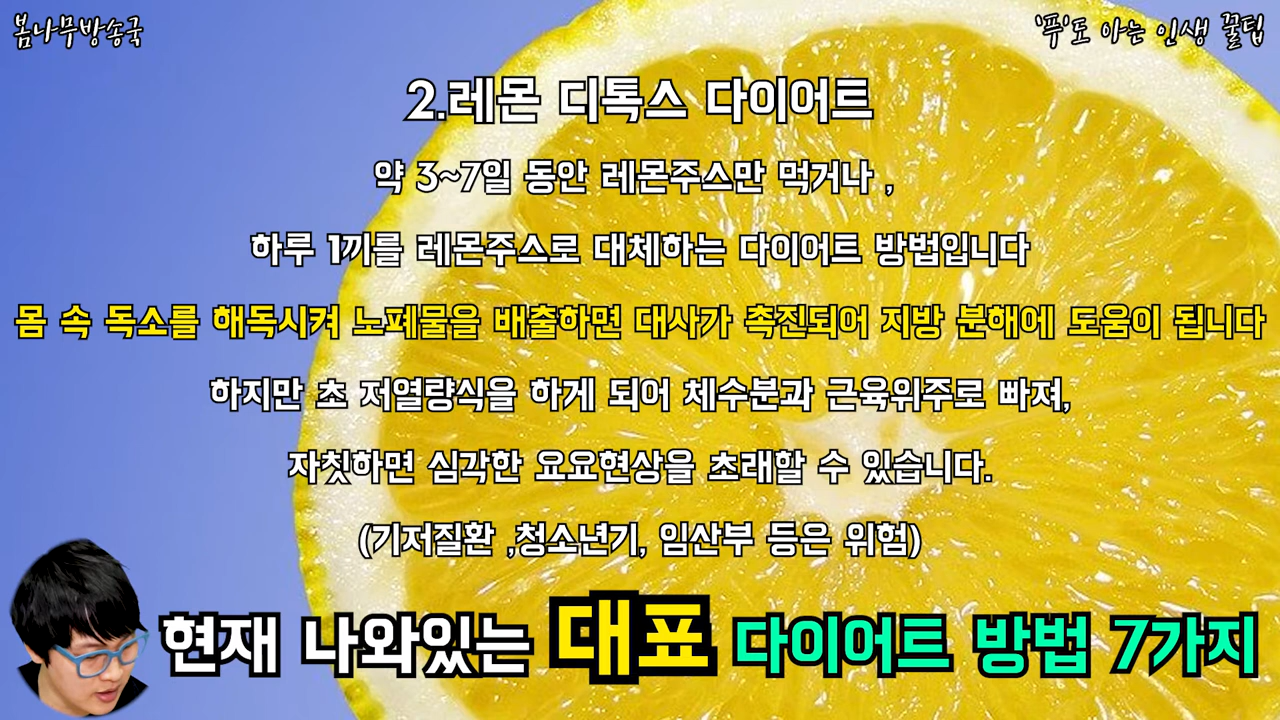 봄나무방송국
'푸'도 아는 인생 꿀팁
2.레몬 디톡스 다이어트
약 3~7일 동안 레몬주스만 먹거나 ,
하루 1끼를 레몬주스로 대체하는 다이어트 방법입니다
몸 속 독소를 해독시켜 노폐물을 배출하면 대사가 촉진되어 지방 분해에 도움이 됩니다
하지만 초 저열량식을 하게 되어 체수분과 근육위주로 빠져,
자칫하면 심각한 요요현상을 초래할 수 있습니다.
(기저질환 ,청소년기, 임산부 등은 위험)
현재 나와있는 대표 다이어트 방법 7가지